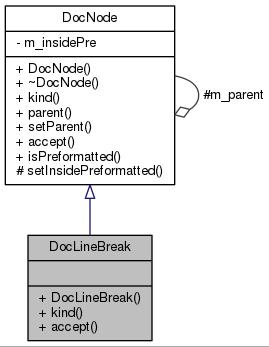 DocNode
- m_insidePre
+ DocNode()
+ ~DocNode()
+ kind()
+ parent()
+ setParent()
+ accept()
+ isPreformatted()
# setInsidePreformatted()
#m_parent
DocLineBreak
+ DocLineBreak()
+ kind()
+ accept()